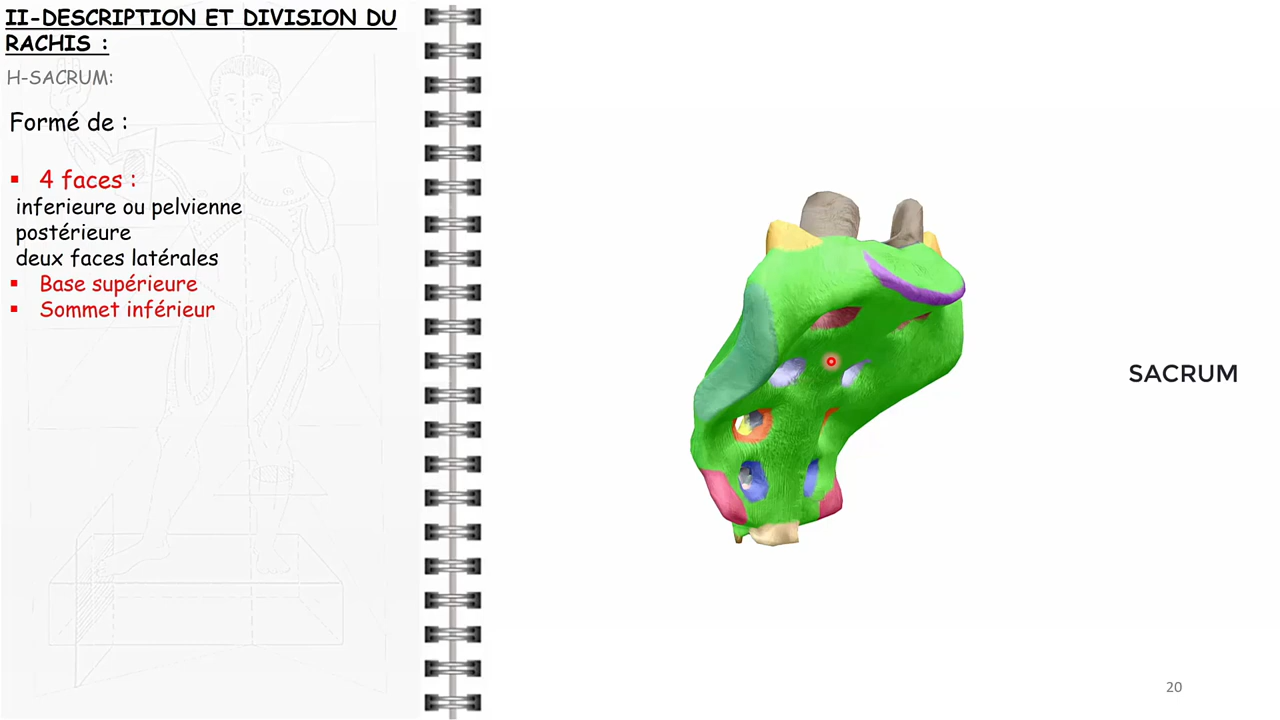 II-DESCRIPTION ET DIVISION DU
RACHIS :
H-SACRUM:
Formé de :
▪ 4 faces :
inferieure ou pelvienne
postérieure
deux faces latérales
▪ Base supérieure
▪ Sommet inférieur
SACRUM
20